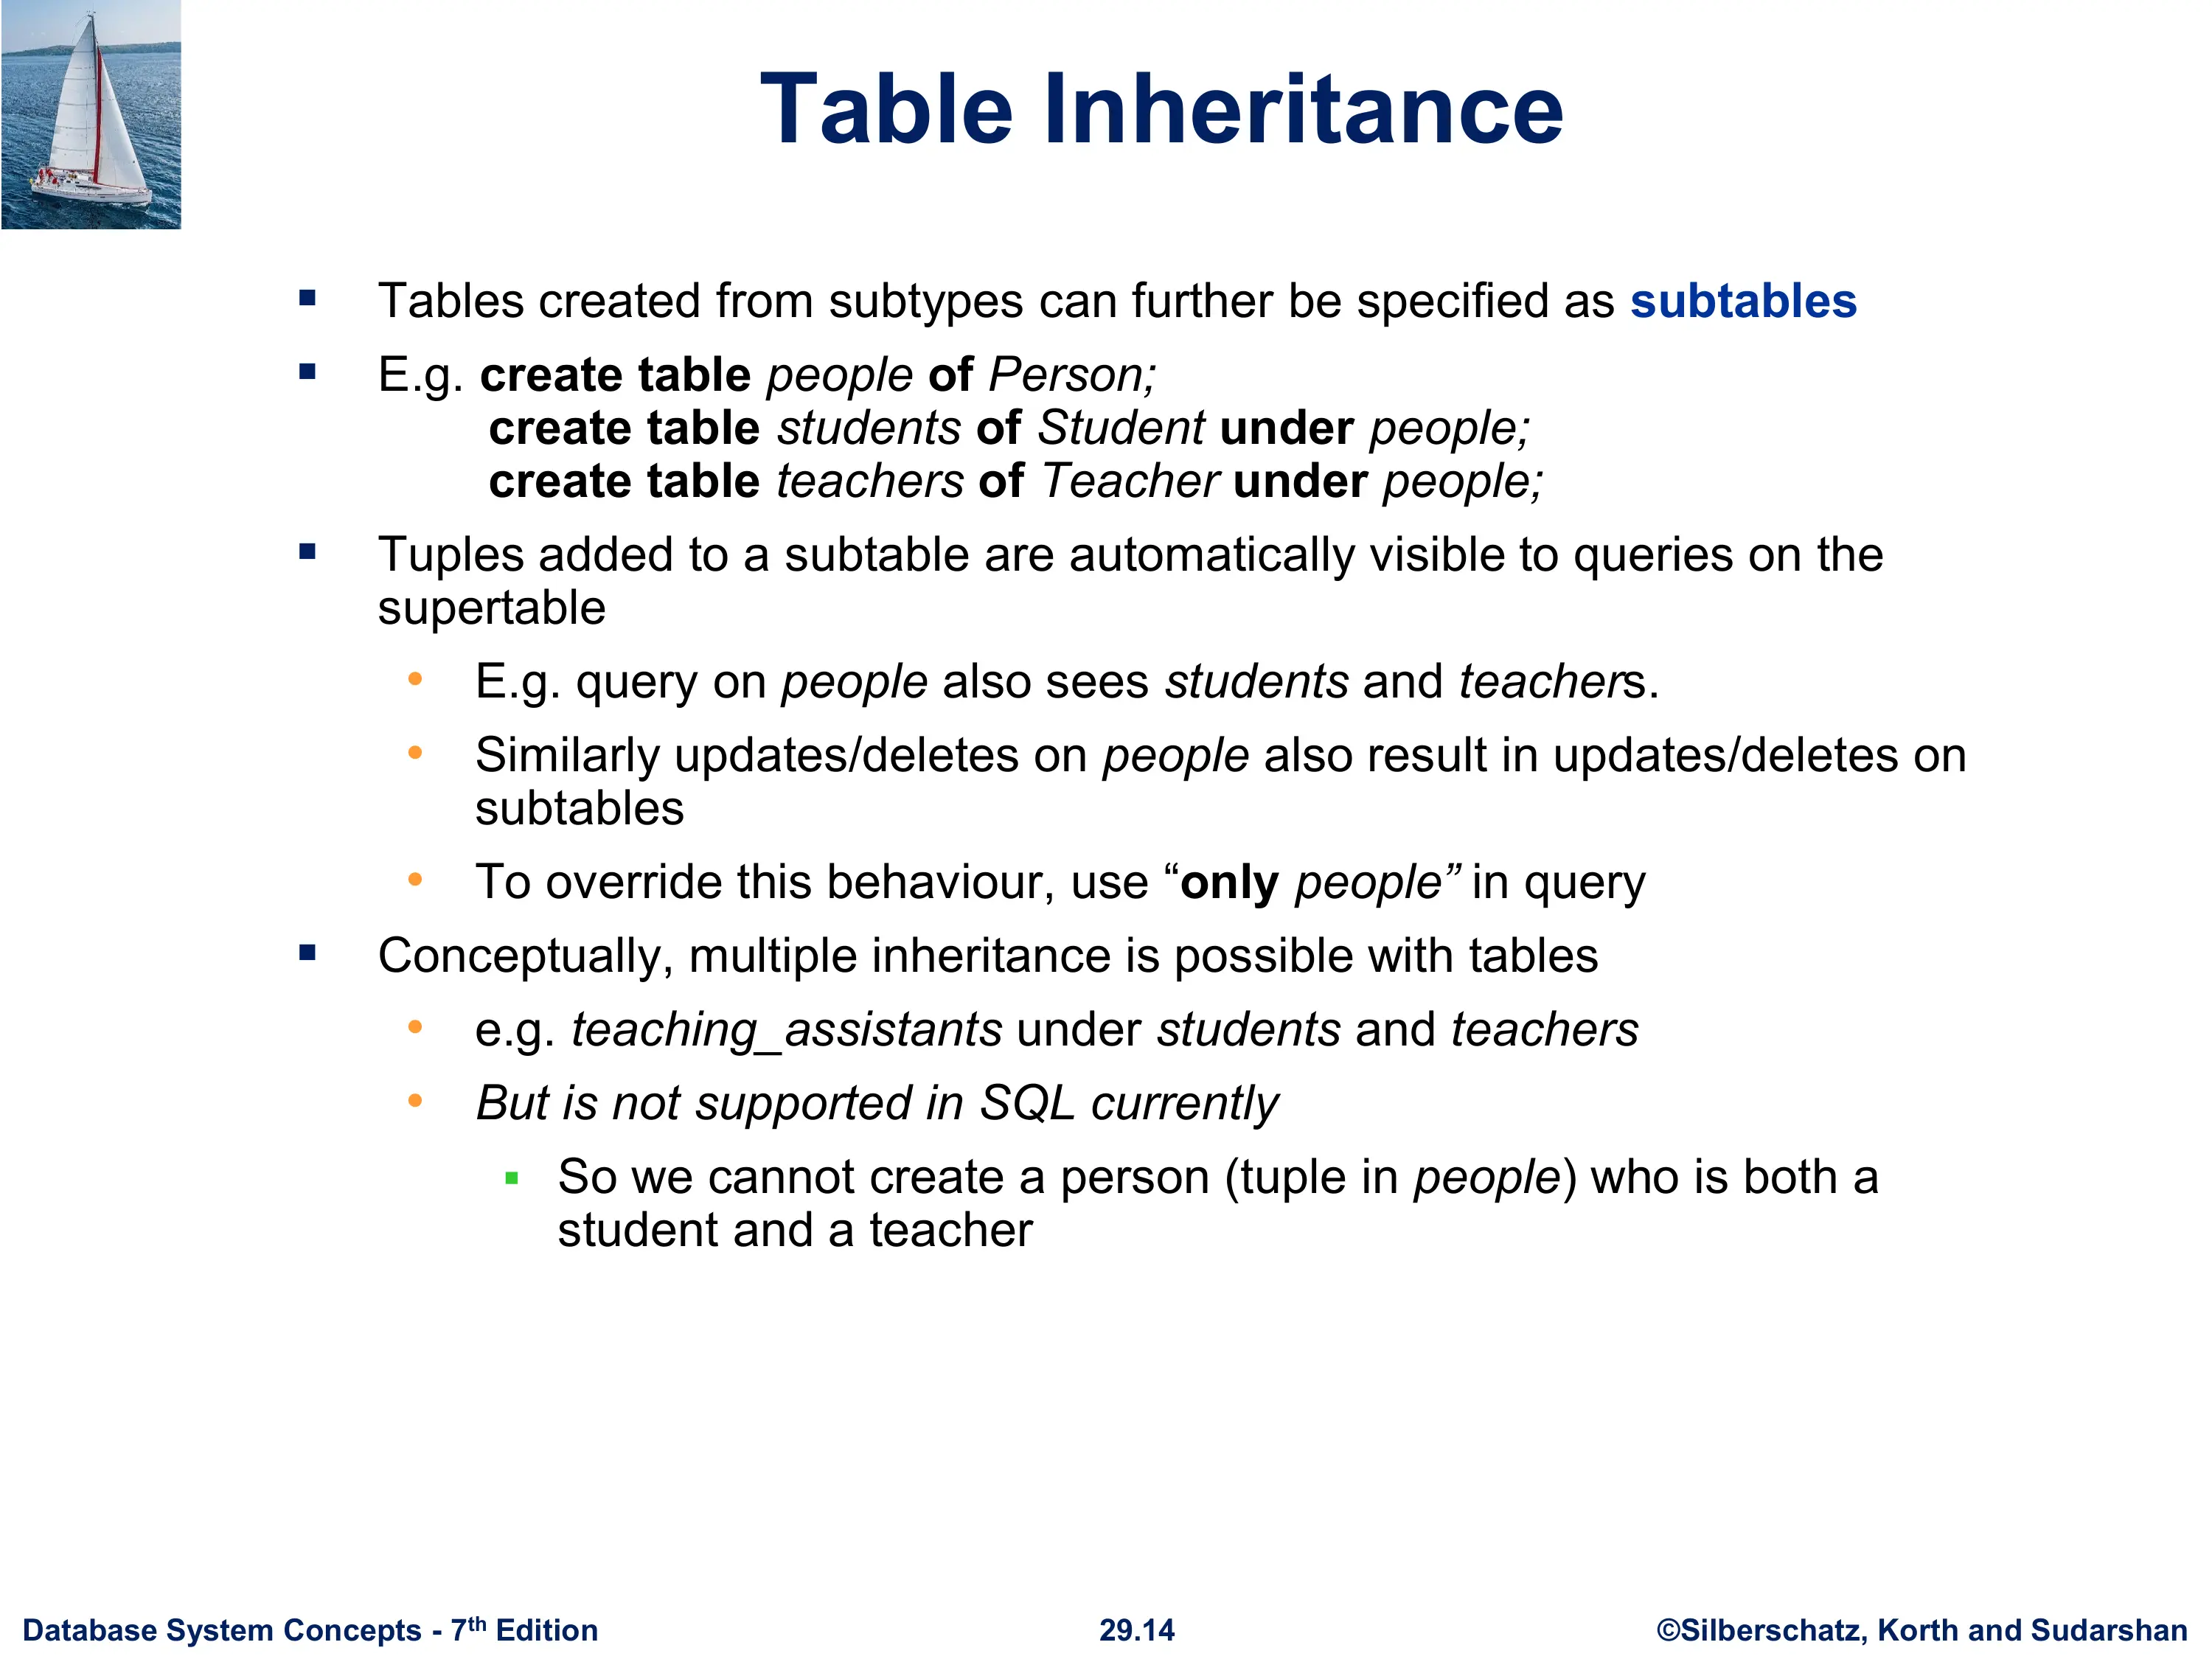 Table Inheritance
▪ Tables created from subtypes can further be specified as subtables
▪ E.g. create table people of Person;
create table students of Student under people;
create table teachers of Teacher under people;
▪ Tuples added to a subtable are automatically visible to queries on the
supertable
• E.g. query on people also sees students and teachers.
• Similarly updates/deletes on people also result in updates/deletes on
subtables
• To override this behaviour, use “only people” in query
▪ Conceptually, multiple inheritance is possible with tables
• e.g. teaching_assistants under students and teachers
• But is not supported in SQL currently
▪ So we cannot create a person (tuple in people) who is both a
student and a teacher
Database System Concepts - 7th Edition
29.14
©Silberschatz, Korth and Sudarshan